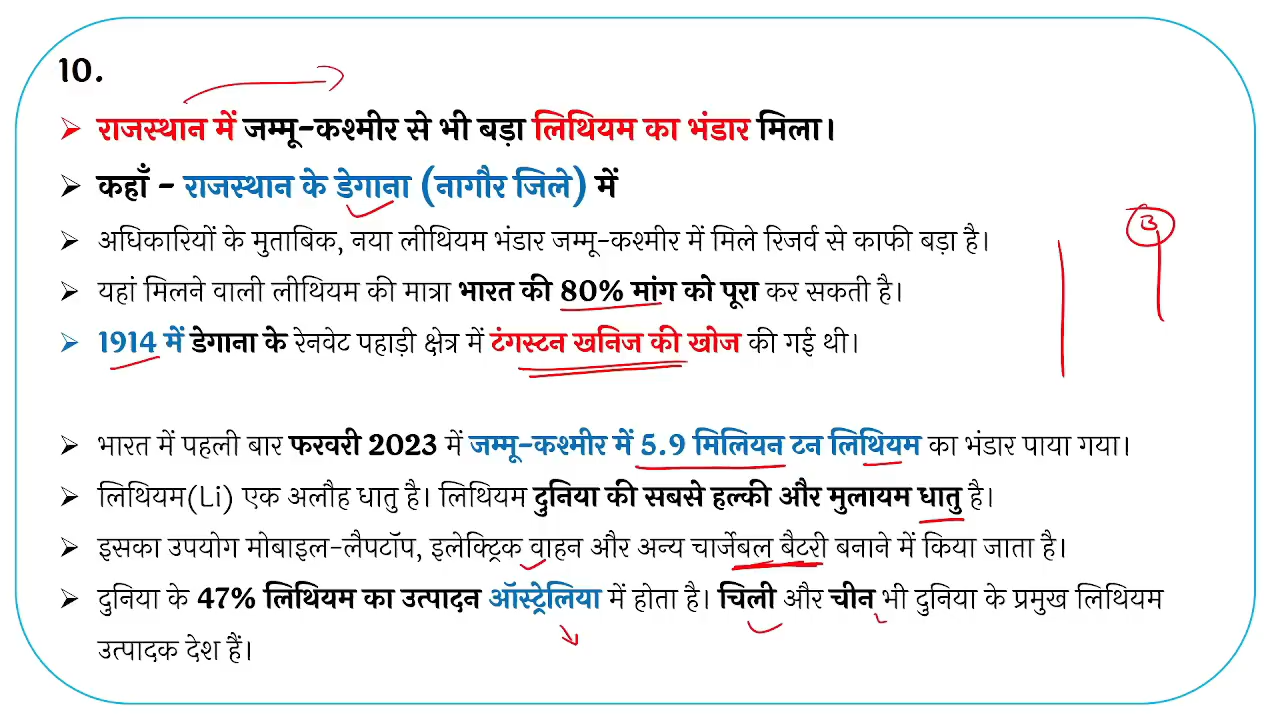 10.
राजस्थान में जम्मू-कश्मीर से भी बड़ा लिथियम का भंडार मिला।
कहाँ - राजस्थान के डेगाना (नागौर जिले) में
अधिकारियों के मुताबिक, नया लीथियम भंडार जम्मू-कश्मीर में मिले रिजर्व से काफी बड़ा है।
यहां मिलने वाली लीथियम की मात्रा भारत की 80% मांग को पूरा कर सकती है।
1914 में डेगाना के रेनवेट पहाड़ी क्षेत्र में टंगस्टन खनिज की खोज की गई थी।
भारत में पहली बार फरवरी 2023 में जम्मू-कश्मीर में 5.9 मिलियन टन लिथियम का भंडार पाया गया।
लिथियम(Li) एक अलौह धातु है। लिथियम दुनिया की सबसे हल्की और मुलायम धातु है।
इसका उपयोग मोबाइल-लैपटॉप, इलेक्ट्रिक वाहन और अन्य चार्जेबल बैटरी बनाने में किया जाता है।
दुनिया के 47% लिथियम का उत्पादन ऑस्ट्रेलिया में होता है। चिली और चीन भी दुनिया के प्रमुख लिथियम
उत्पादक देश हैं।